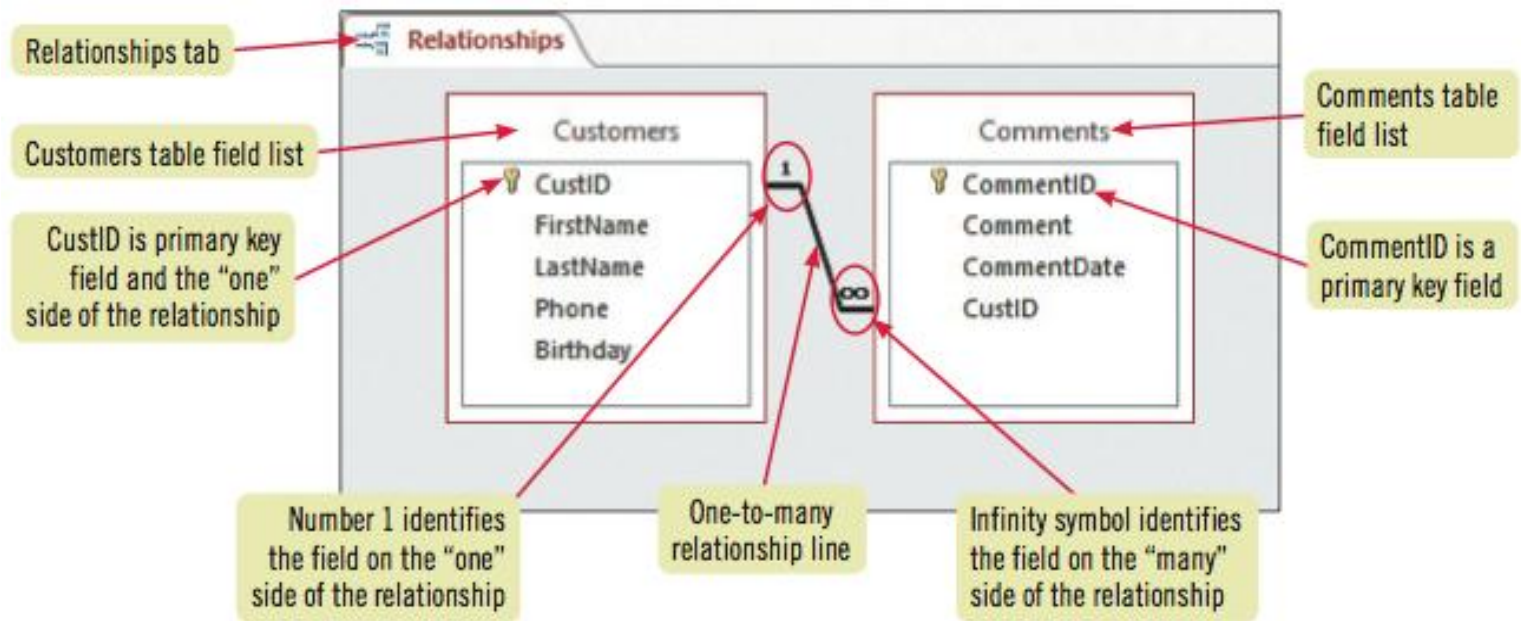 Relationships tab
Relationships
Customers table field list
Customers
Comments
Comments table
field list
CustID
FirstName
LastName
Phone
Birthday
1
∞
CommentID
Comment
CommentDate
CustID
CustID is primary key
field and the “one”
side of the relationship
CommentID is a
primary key field
Number 1 identifies
the field on the “one”
side of the relationship
One-to-many
relationship line
Infinity symbol identifies
the field on the “many”
side of the relationship